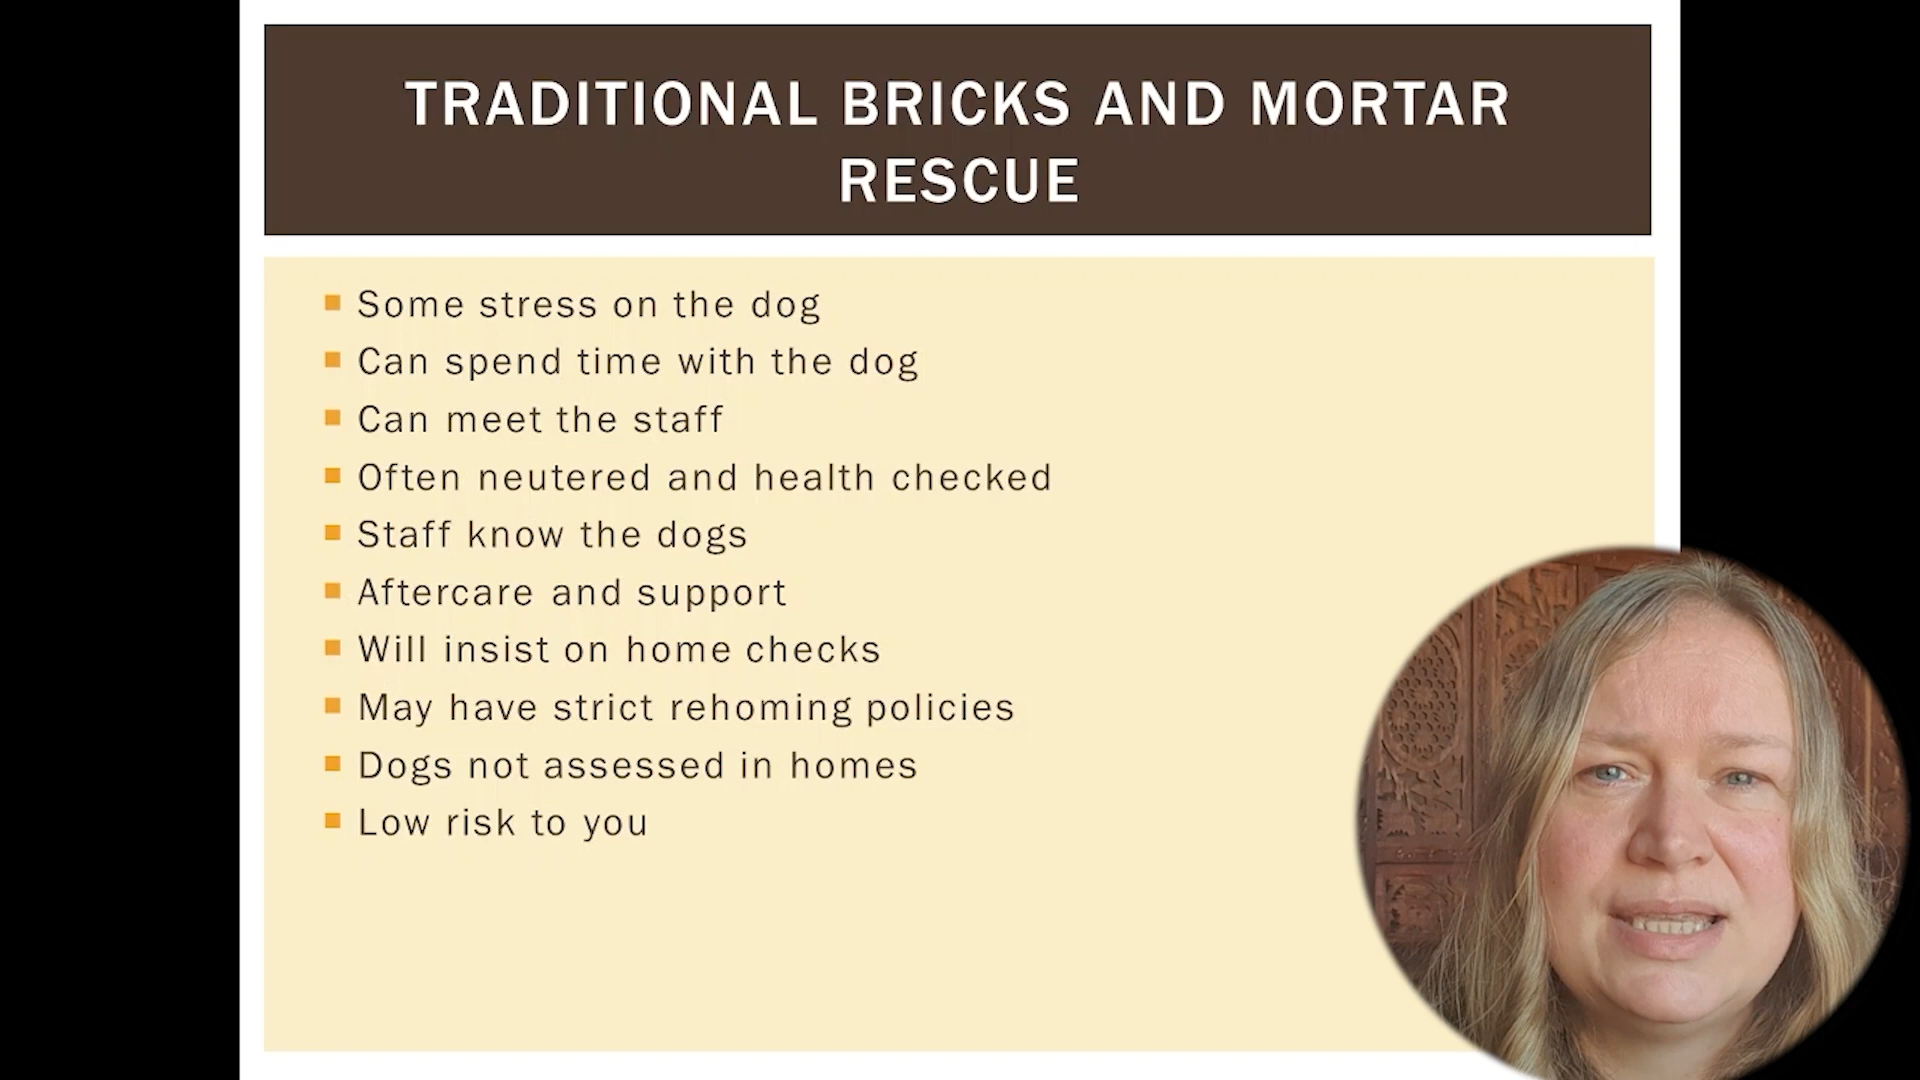 TRADITIONAL BRICKS AND MORTAR
RESCUE
Some stress on the dog
Can spend time with the dog
Can meet the staff
Often neutered and health checked
Staff know the dogs
Aftercare and support
Will insist on home checks
May have strict rehoming policies
Dogs not assessed in homes
Low risk to you